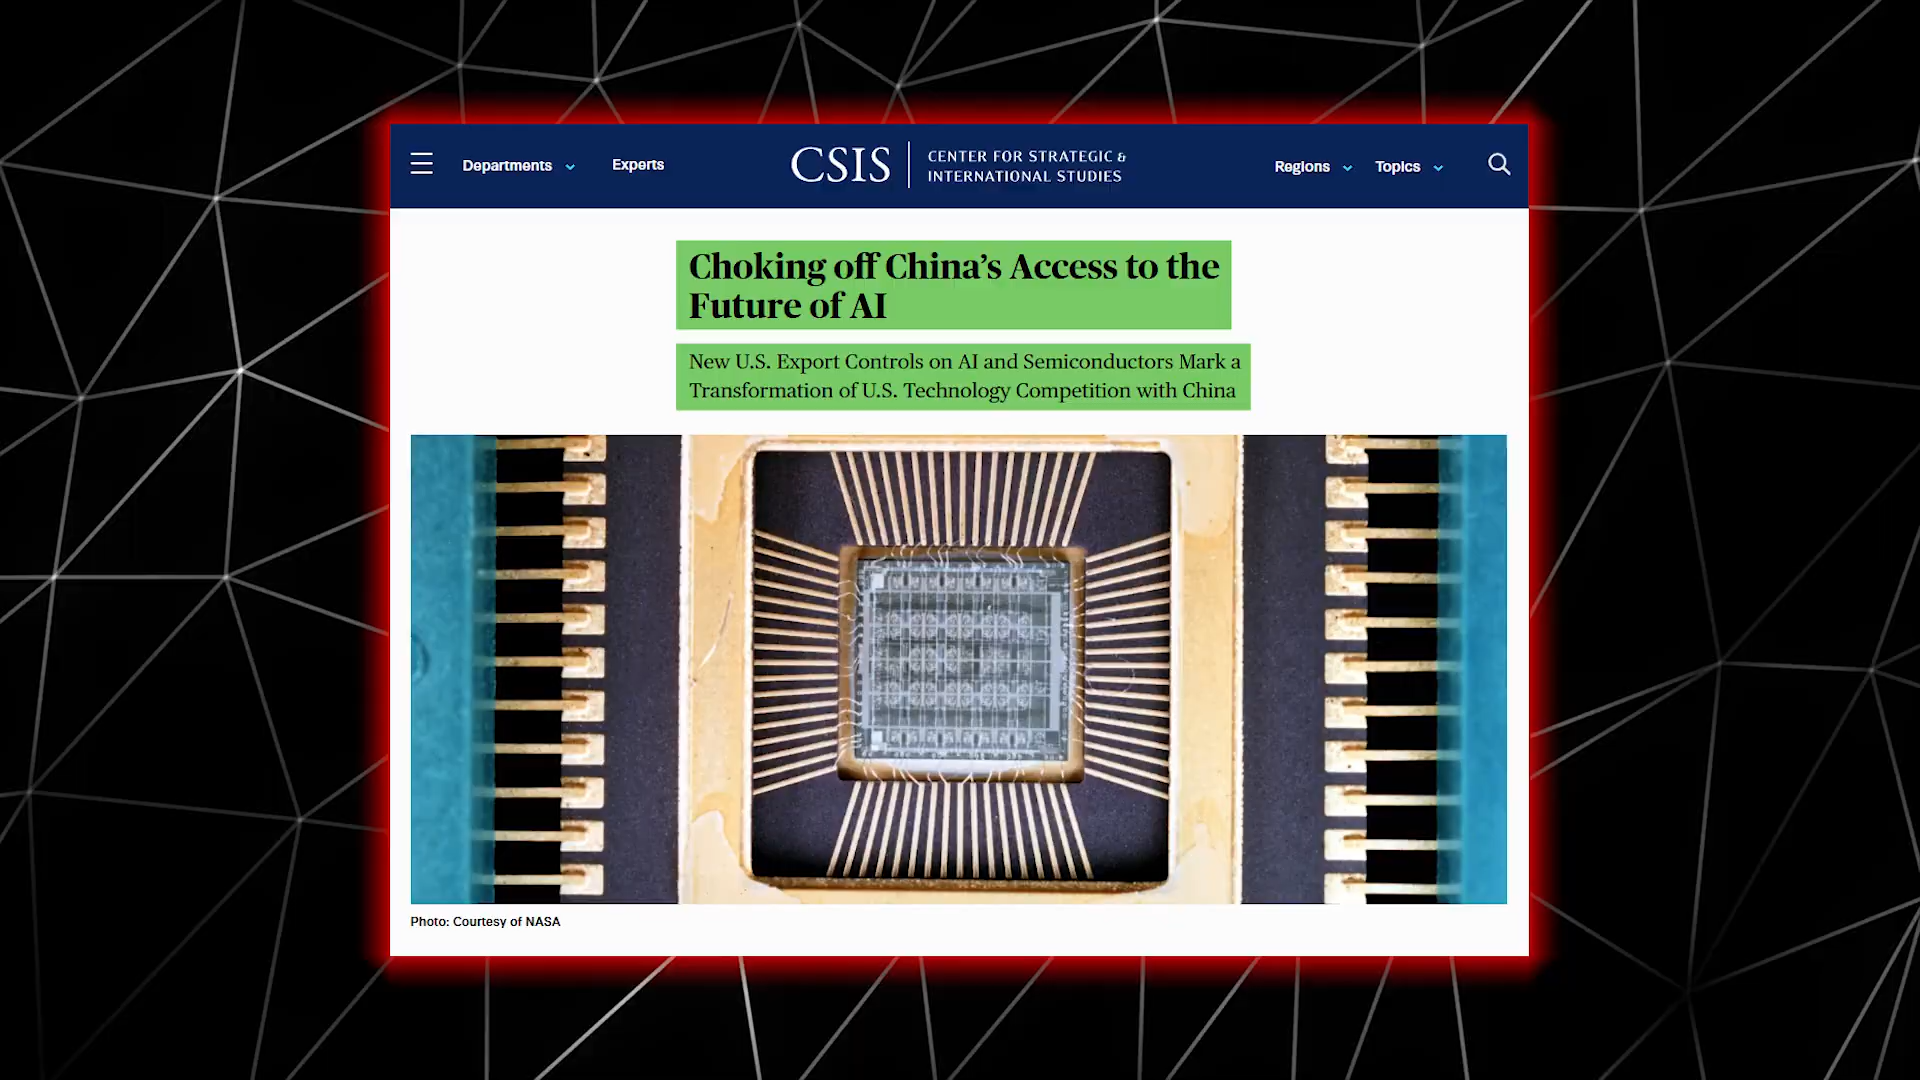 Departments
Experts
CSIS
CENTER FOR STRATEGIC &
INTERNATIONAL STUDIES
Regions
Topics
Choking off China’s Access to the
Future of AI
New U.S. Export Controls on AI and Semiconductors Mark a
Transformation of U.S. Technology Competition with China
Photo: Courtesy of NASA